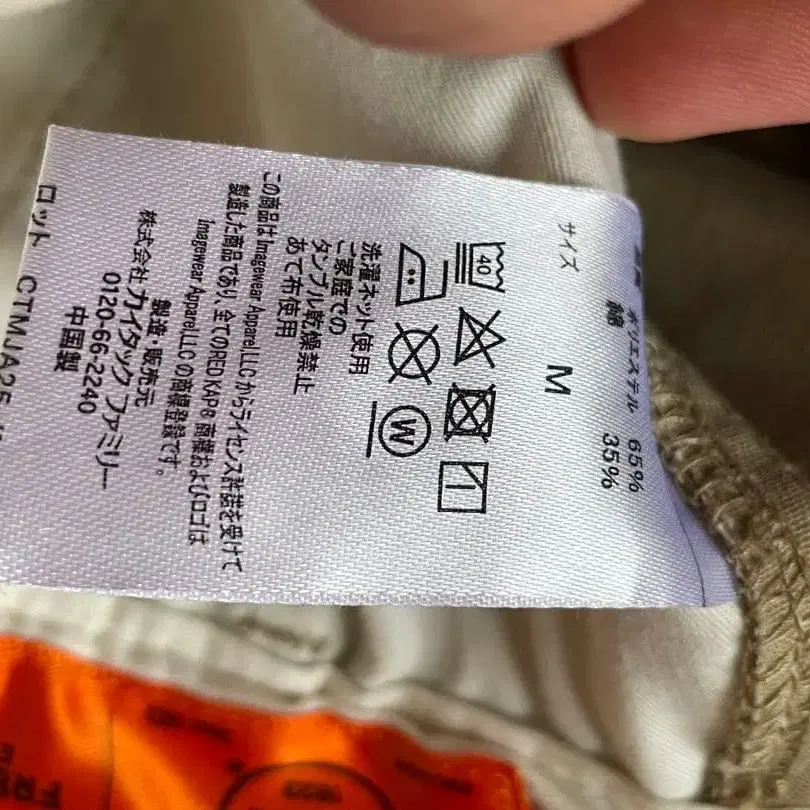 ポリエステル 65%
綿 35%
サイズ
M
40
W
洗濯ネット使用
ご家庭での
タンブル乾燥禁止
あて布使用
この商品はImagewear Apparel LLCからライセンス許諾を受けて
製造した商品であり、全てのRED KAP® 商標およびロゴは
Imagewear Apparel LLC の商標登録です。
製造・販売元
株式会社カイタックファミリー
0120-66-2240
中国製
ロット